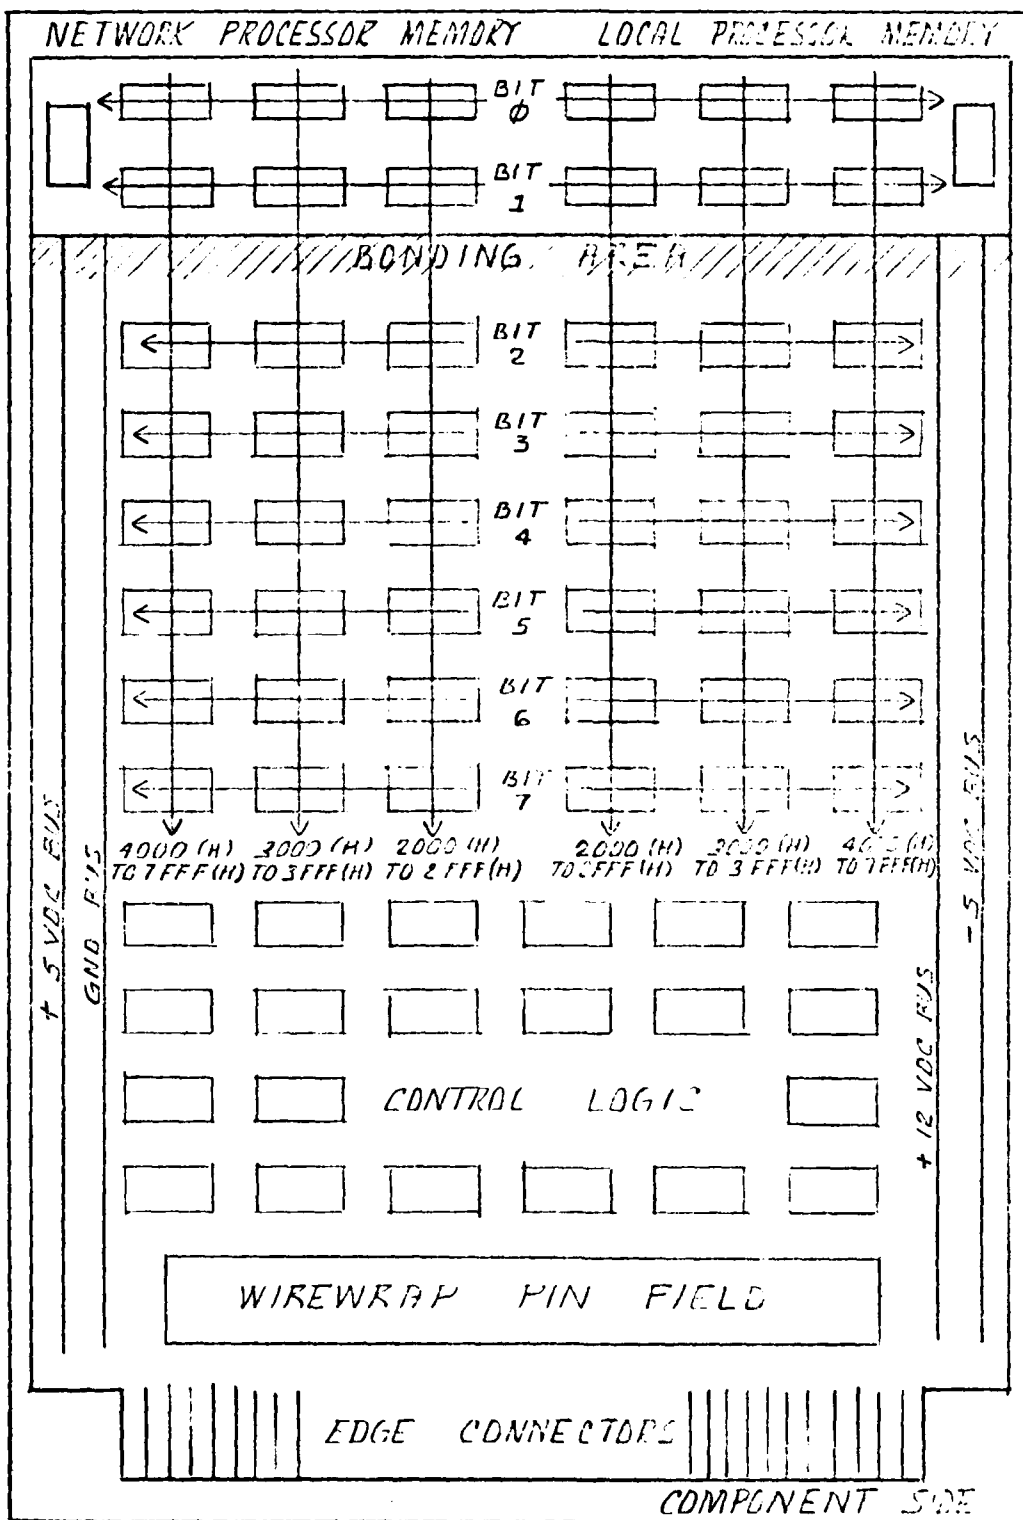 NETWORK PROCESSOR MEMORY LOCAL PROCESSOR MEMORY
BIT
0
BIT
1
BONDING AREA
BIT
2
BIT
3
BIT
4
BIT
5
BIT
6
BIT
7
4000 (H) 3000 (H) 2000 (H) 2000 (H) 3000 (H) 4000 (H)
TO 7FFF(H) TO 3FFF(H) TO 2FFF(H) TO 2FFF(H) TO 3FFF(H) TO 7FFF(H)
+ 5 VDC BUS
GND BUS
+ 12 VDC BUS
- 5 VDC BUS
CONTROL LOGIC
WIREWRAP PIN FIELD
EDGE CONNECTORS
COMPONENT SIDE